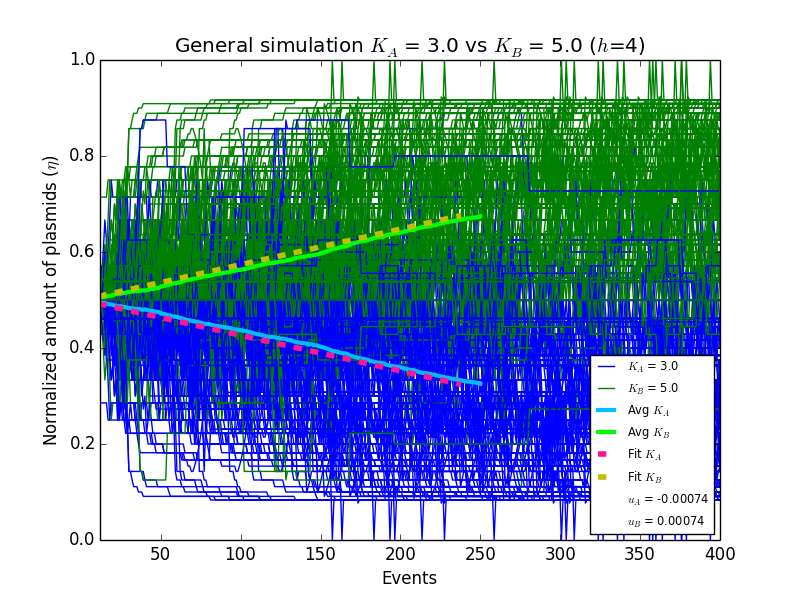 General simulation K_A = 3.0 vs K_B = 5.0 (h=4)
Normalized amount of plasmids (η)
1.0
0.8
0.6
0.4
0.2
0.0
50
100
150
200
250
300
350
400
Events
K_A = 3.0
K_B = 5.0
Avg K_A
Avg K_B
Fit K_A
Fit K_B
u_A = -0.00074
u_B = 0.00074